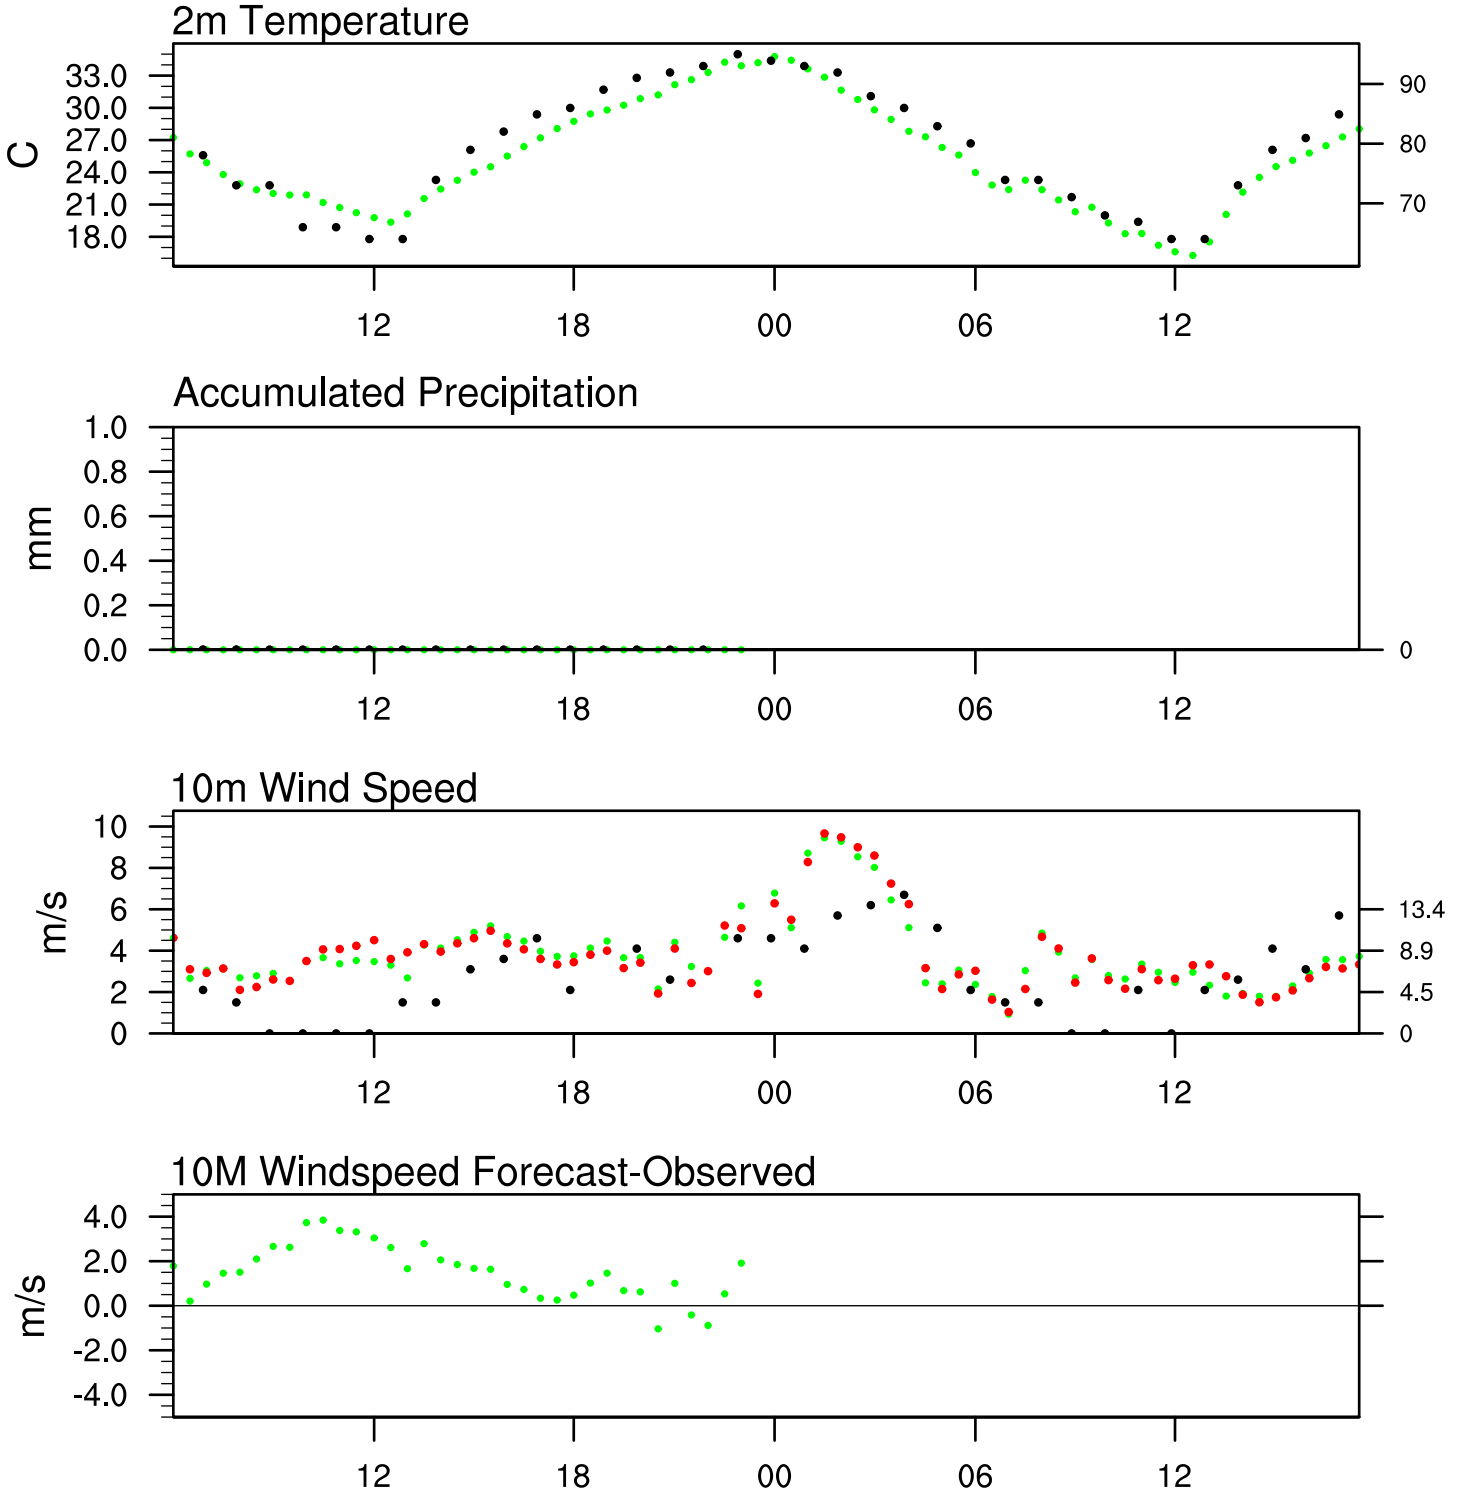 2m Temperature
33.0
30.0
27.0
24.0
21.0
18.0
C
90
80
70
12 18 00 06 12
Accumulated Precipitation
1.0
0.8
0.6
0.4
0.2
0.0
mm
0
12 18 00 06 12
10m Wind Speed
10
8
6
4
2
0
m/s
13.4
8.9
4.5
0
12 18 00 06 12
10M Windspeed Forecast-Observed
4.0
2.0
0.0
-2.0
-4.0
m/s
12 18 00 06 12